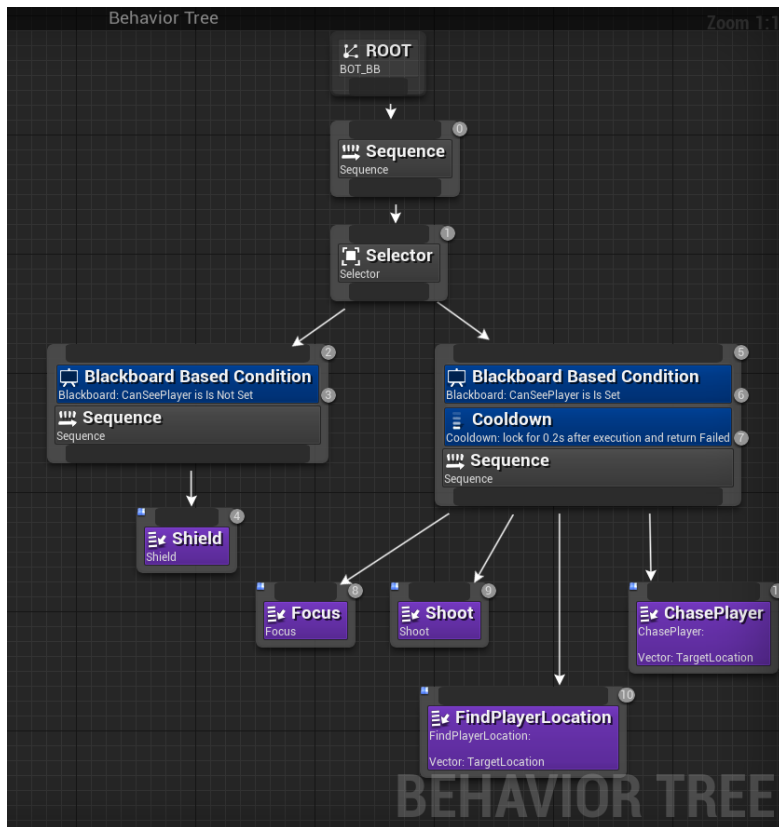 Behavior Tree
Zoom 1:1
ROOT
BOT_BB
0
Sequence
Sequence
1
Selector
Selector
2
Blackboard Based Condition
Blackboard: CanSeePlayer is Is Not Set
3
Sequence
Sequence
5
Blackboard Based Condition
Blackboard: CanSeePlayer is Is Set
6
Cooldown
Cooldown: lock for 0.2s after execution and return Failed
7
Sequence
Sequence
4
Shield
Shield
8
Focus
Focus
9
Shoot
Shoot
ChasePlayer
ChasePlayer:
Vector: TargetLocation
10
FindPlayerLocation
FindPlayerLocation:
Vector: TargetLocation
BEHAVIOR TREE